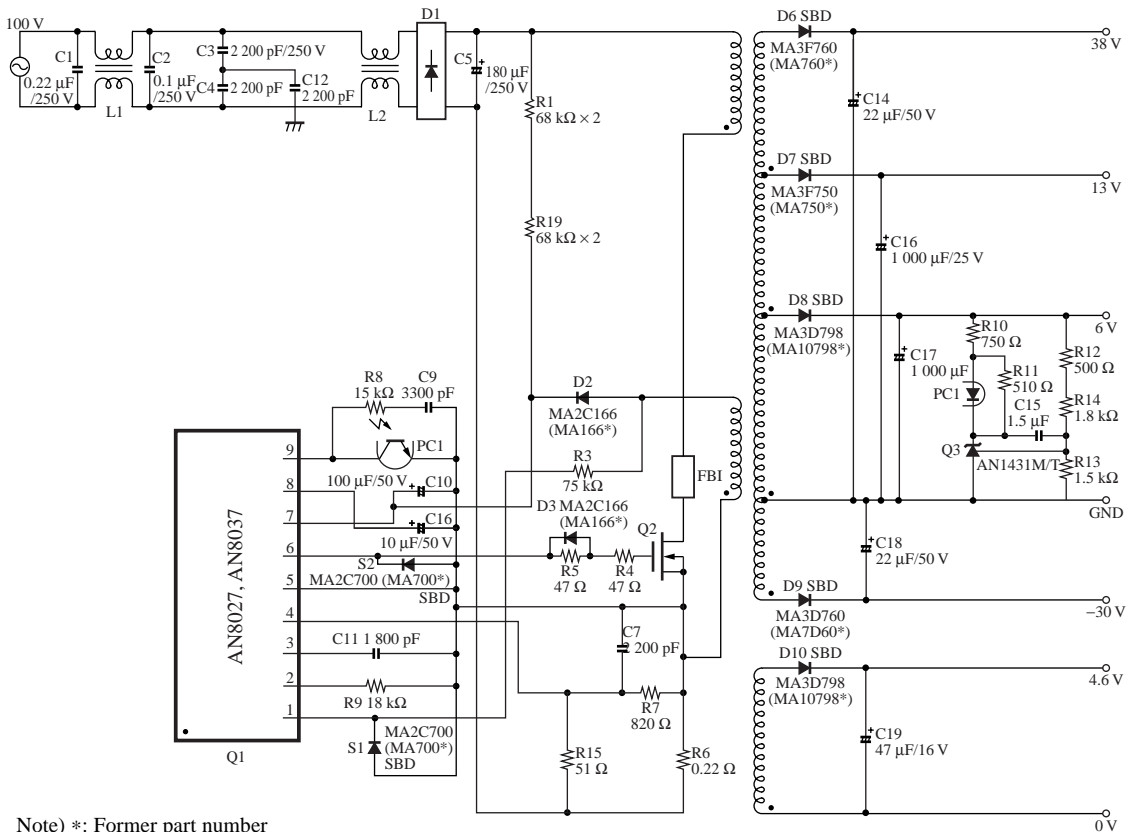 100 V
C1
0.22 µF
/250 V
L1
C2
0.1 µF
/250 V
C3
2 200 pF/250 V
C4
2 200 pF
C12
2 200 pF
L2
D1
C5
180 µF
/250 V
R1
68 kΩ × 2
R19
68 kΩ × 2
D6 SBD
MA3F760
(MA760*)
38 V
C14
22 µF/50 V
D7 SBD
MA3F750
(MA750*)
13 V
C16
1 000 µF/25 V
D8 SBD
MA3D798
(MA10798*)
6 V
C17
1 000 µF
R10
750 Ω
R11
510 Ω
PC1
C15
1.5 µF
R12
500 Ω
R14
1.8 kΩ
Q3
AN1431M/T
R13
1.5 kΩ
GND
C18
22 µF/50 V
D9 SBD
MA3D760
(MA7D60*)
−30 V
D10 SBD
MA3D798
(MA10798*)
4.6 V
C19
47 µF/16 V
0 V
R8
15 kΩ
C9
3300 pF
PC1
D2
MA2C166
(MA166*)
R3
75 kΩ
FBI
100 µF/50 V
C10
C16
10 µF/50 V
D3 MA2C166
(MA166*)
Q2
S2
MA2C700 (MA700*)
SBD
R5
47 Ω
R4
47 Ω
C7
2 200 pF
C11 1 800 pF
R9 18 kΩ
R7
820 Ω
S1
MA2C700
(MA700*)
SBD
R15
51 Ω
R6
0.22 Ω
AN8027, AN8037
9
8
7
6
5
4
3
2
1
Q1
Note) *: Former part number